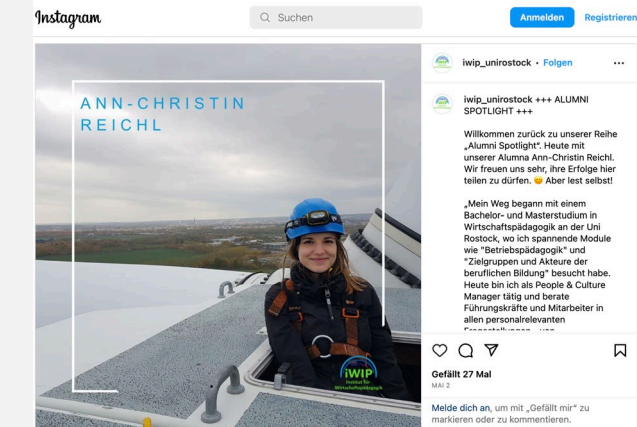 Instagram
Suchen
Anmelden
Registrieren
ANN-CHRISTIN
REICHL
iWIP
Institut für
Wirtschaftspädagogik
iwip_unirostock • Folgen
iwip_unirostock +++ ALUMNI
SPOTLIGHT +++
Willkommen zurück zu unserer Reihe
„Alumni Spotlight“. Heute mit
unserer Alumna Ann-Christin Reichl.
Wir freuen uns sehr, ihre Erfolge hier
teilen zu dürfen. 😊 Aber lest selbst!
„Mein Weg begann mit einem
Bachelor- und Masterstudium in
Wirtschaftspädagogik an der Uni
Rostock, wo ich spannende Module
wie "Betriebspädagogik" und
"Zielgruppen und Akteure der
beruflichen Bildung" besucht habe.
Heute bin ich als People & Culture
Manager tätig und berate
Führungskräfte und Mitarbeiter in
allen personalrelevanten
Gefällt 27 Mal
MAI 2
Melde dich an, um mit „Gefällt mir“ zu
markieren oder zu kommentieren.